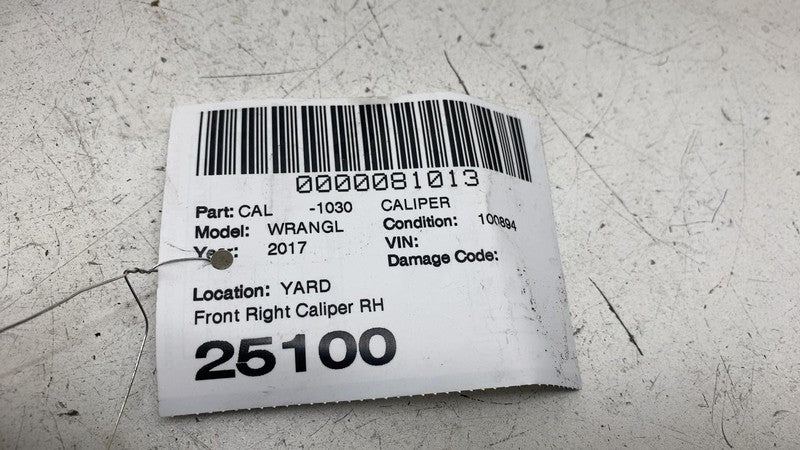 0000081013
Part: CAL -1030 CALIPER
Model: WRANGL Condition: 100894
Year: 2017 VIN:
Damage Code:
Location: YARD
Front Right Caliper RH
25100